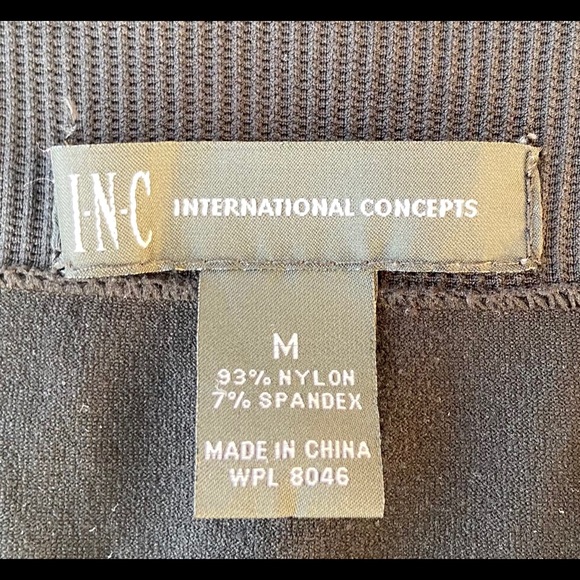 I-N-C INTERNATIONAL CONCEPTS
M
93% NYLON
7% SPANDEX
MADE IN CHINA
WPL 8046